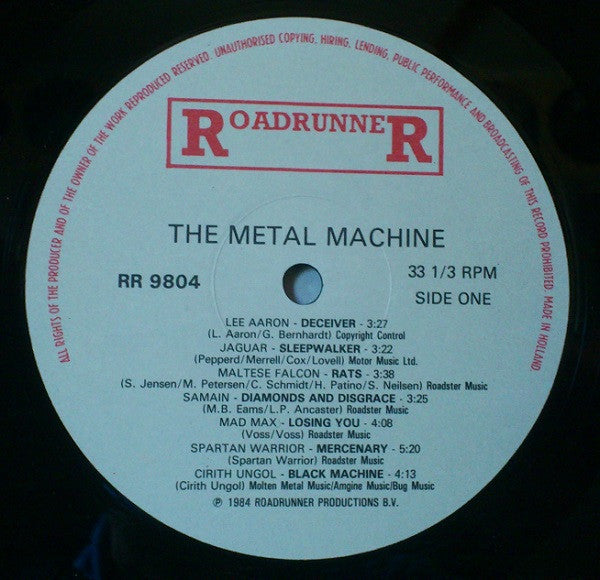 ALL RIGHTS OF THE PRODUCER AND OF THE OWNER OF THE WORK REPRODUCED RESERVED. UNAUTHORISED COPYING, HIRING, LENDING, PUBLIC PERFORMANCE AND BROADCASTING OF THIS RECORD PROHIBITED. MADE IN HOLLAND
ROADRUNNER
THE METAL MACHINE
RR 9804
33 1/3 RPM
SIDE ONE
LEE AARON - DECEIVER - 3:27
(L. Aaron/G. Bernhardt) Copyright Control
JAGUAR - SLEEPWALKER - 3:22
(Pepperd/Merrell/Cox/Lovell) Motor Music Ltd.
MALTESE FALCON - RATS - 3:38
(S. Jensen/M. Petersen/C. Schmidt/H. Patino/S. Neilsen) Roadster Music
SAMAIN - DIAMONDS AND DISGRACE - 3:25
(M.B. Eams/L.P. Ancaster) Roadster Music
MAD MAX - LOSING YOU - 4:08
(Voss/Voss) Roadster Music
SPARTAN WARRIOR - MERCENARY - 5:20
(Spartan Warrior) Roadster Music
CIRITH UNGOL - BLACK MACHINE - 4:13
(Cirith Ungol) Molten Metal Music/Amgine Music/Bug Music
℗ 1984 ROADRUNNER PRODUCTIONS B.V.